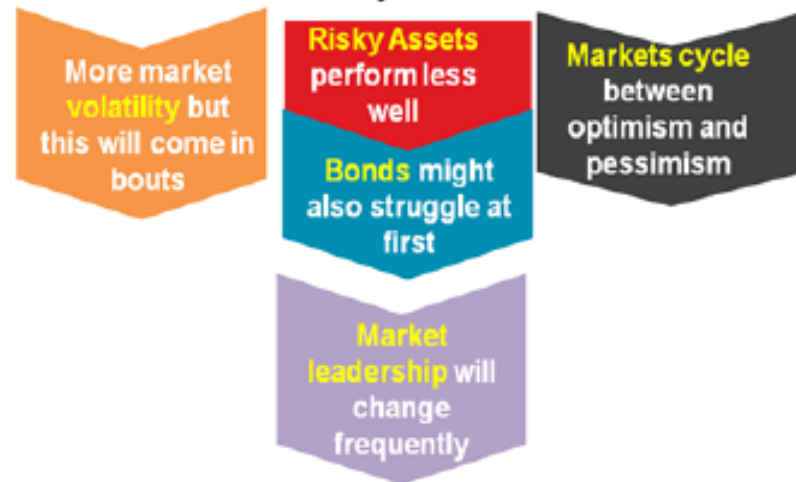 More market
volatility but
this will come in
bouts
Risky Assets
perform less
well
Bonds might
also struggle at
first
Markets cycle
between
optimism and
pessimism
Market
leadership will
change
frequently